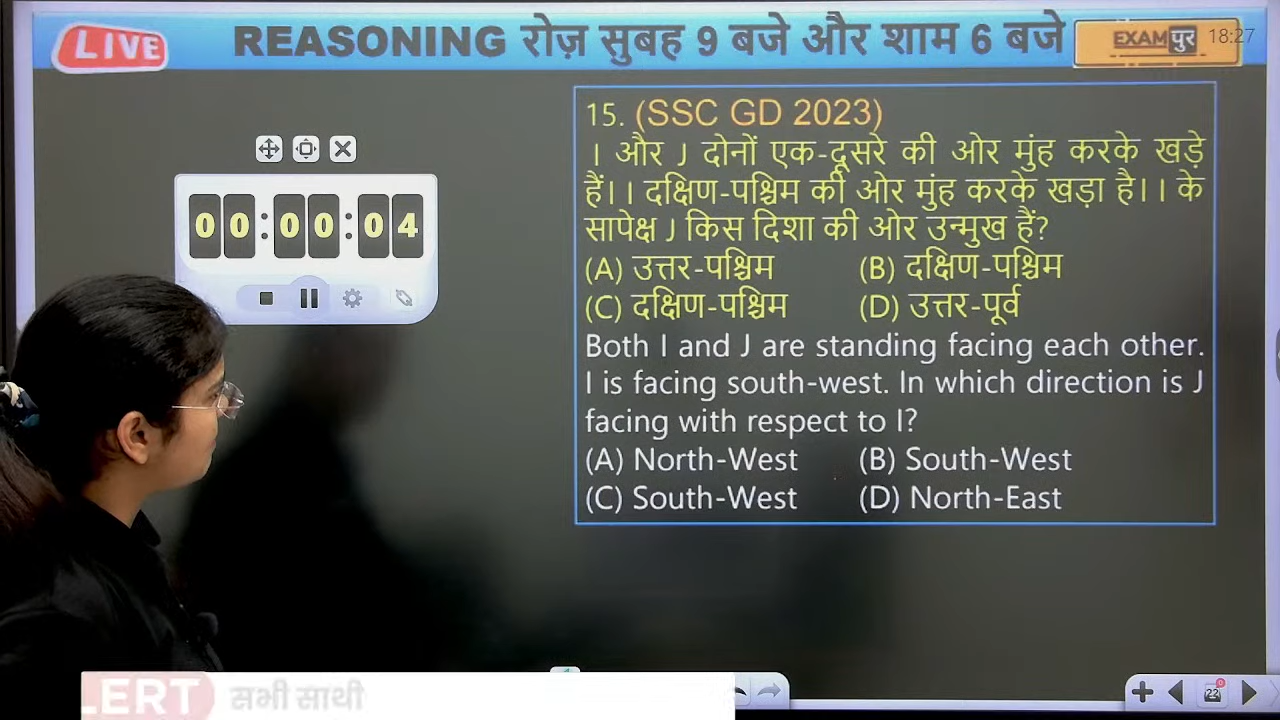 LIVE
REASONING रोज़ सुबह 9 बजे और शाम 6 बजे
EXAMपुर
18:27
00:00:04
15. (SSC GD 2023)
I और J दोनों एक-दूसरे की ओर मुंह करके खड़े
हैं। I दक्षिण-पश्चिम की ओर मुंह करके खड़ा है। I के
सापेक्ष J किस दिशा की ओर उन्मुख हैं?
(A) उत्तर-पश्चिम (B) दक्षिण-पश्चिम
(C) दक्षिण-पश्चिम (D) उत्तर-पूर्व
Both I and J are standing facing each other.
I is facing south-west. In which direction is J
facing with respect to I?
(A) North-West (B) South-West
(C) South-West (D) North-East
LERT सभी साथी
22
0